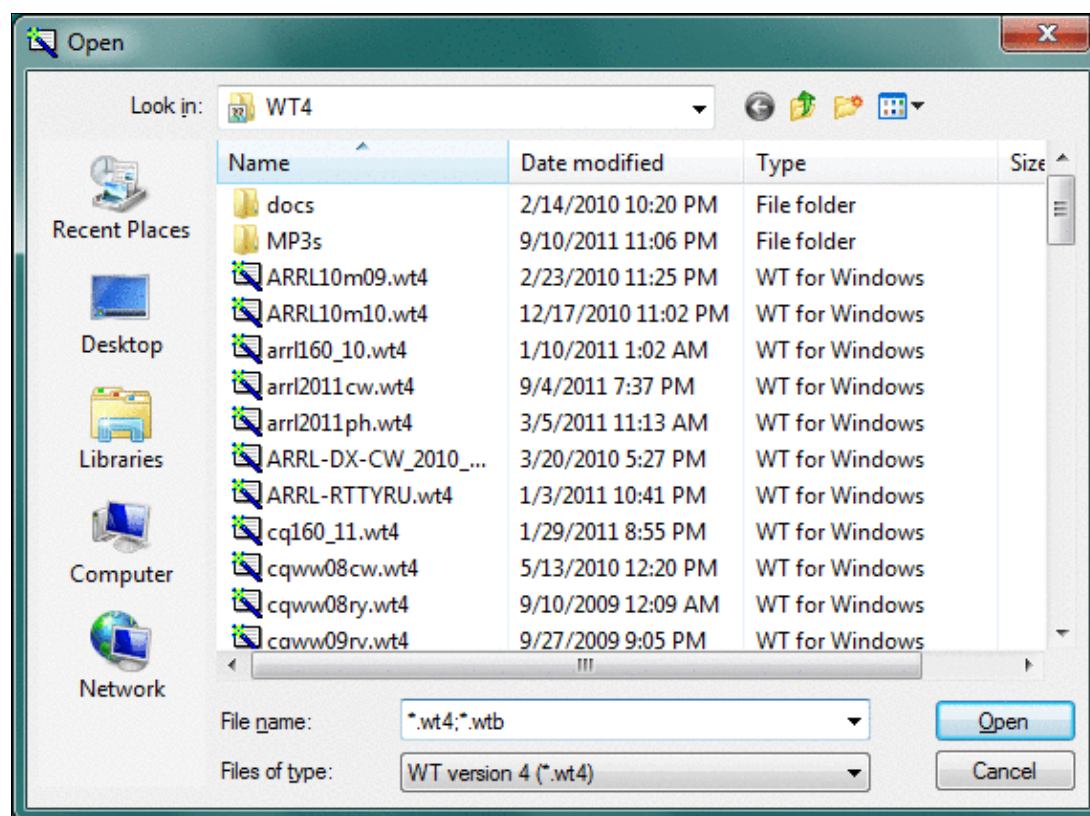 Open
Look in: WT4
Name Date modified Type Size
docs 2/14/2010 10:20 PM File folder
MP3s 9/10/2011 11:06 PM File folder
ARRL10m09.wt4 2/23/2010 11:25 PM WT for Windows
ARRL10m10.wt4 12/17/2010 11:02 PM WT for Windows
arrl160_10.wt4 1/10/2011 1:02 AM WT for Windows
arrl2011cw.wt4 9/4/2011 7:37 PM WT for Windows
arrl2011ph.wt4 3/5/2011 11:13 AM WT for Windows
ARRL-DX-CW_2010_... 3/20/2010 5:27 PM WT for Windows
ARRL-RTTYRU.wt4 1/3/2011 10:41 PM WT for Windows
cq160_11.wt4 1/29/2011 8:55 PM WT for Windows
cqww08cw.wt4 5/13/2010 12:20 PM WT for Windows
cqww08ry.wt4 9/10/2009 12:09 AM WT for Windows
cqww09ry.wt4 9/27/2009 9:05 PM WT for Windows
Recent Places
Desktop
Libraries
Computer
Network
File name: *.wt4;*.wtb Open
Files of type: WT version 4 (*.wt4) Cancel